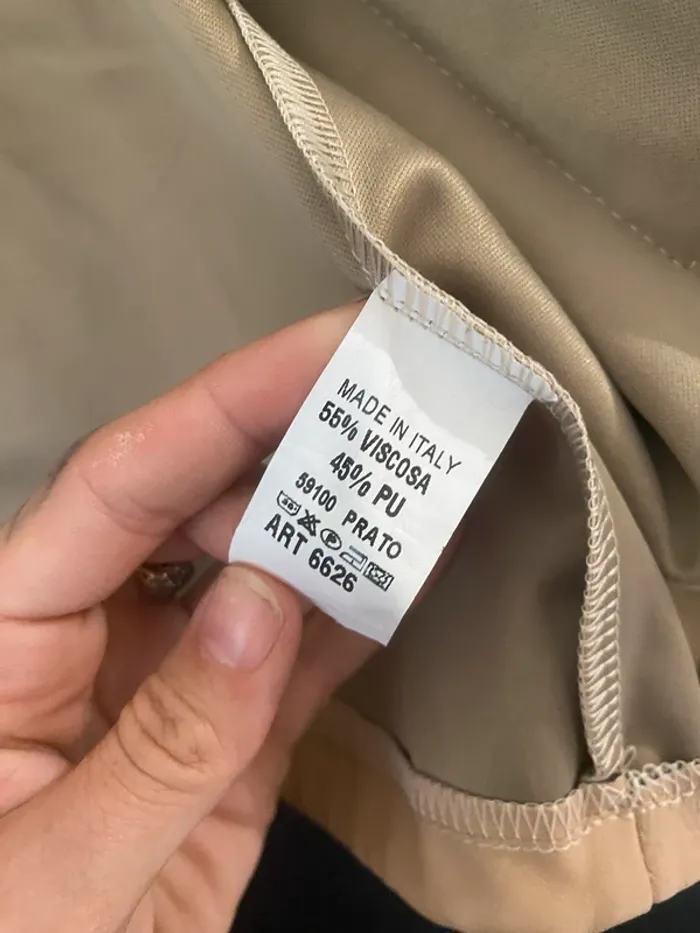 MADE IN ITALY
55% VISCOSA
45% PU
59100 PRATO
ART 6626